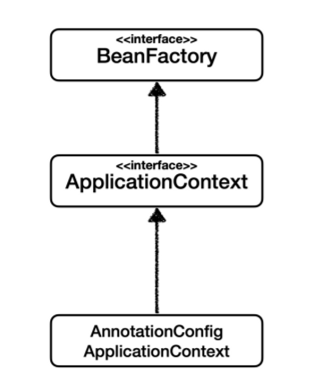 <<interface>>
BeanFactory
<<interface>>
ApplicationContext
AnnotationConfig
ApplicationContext